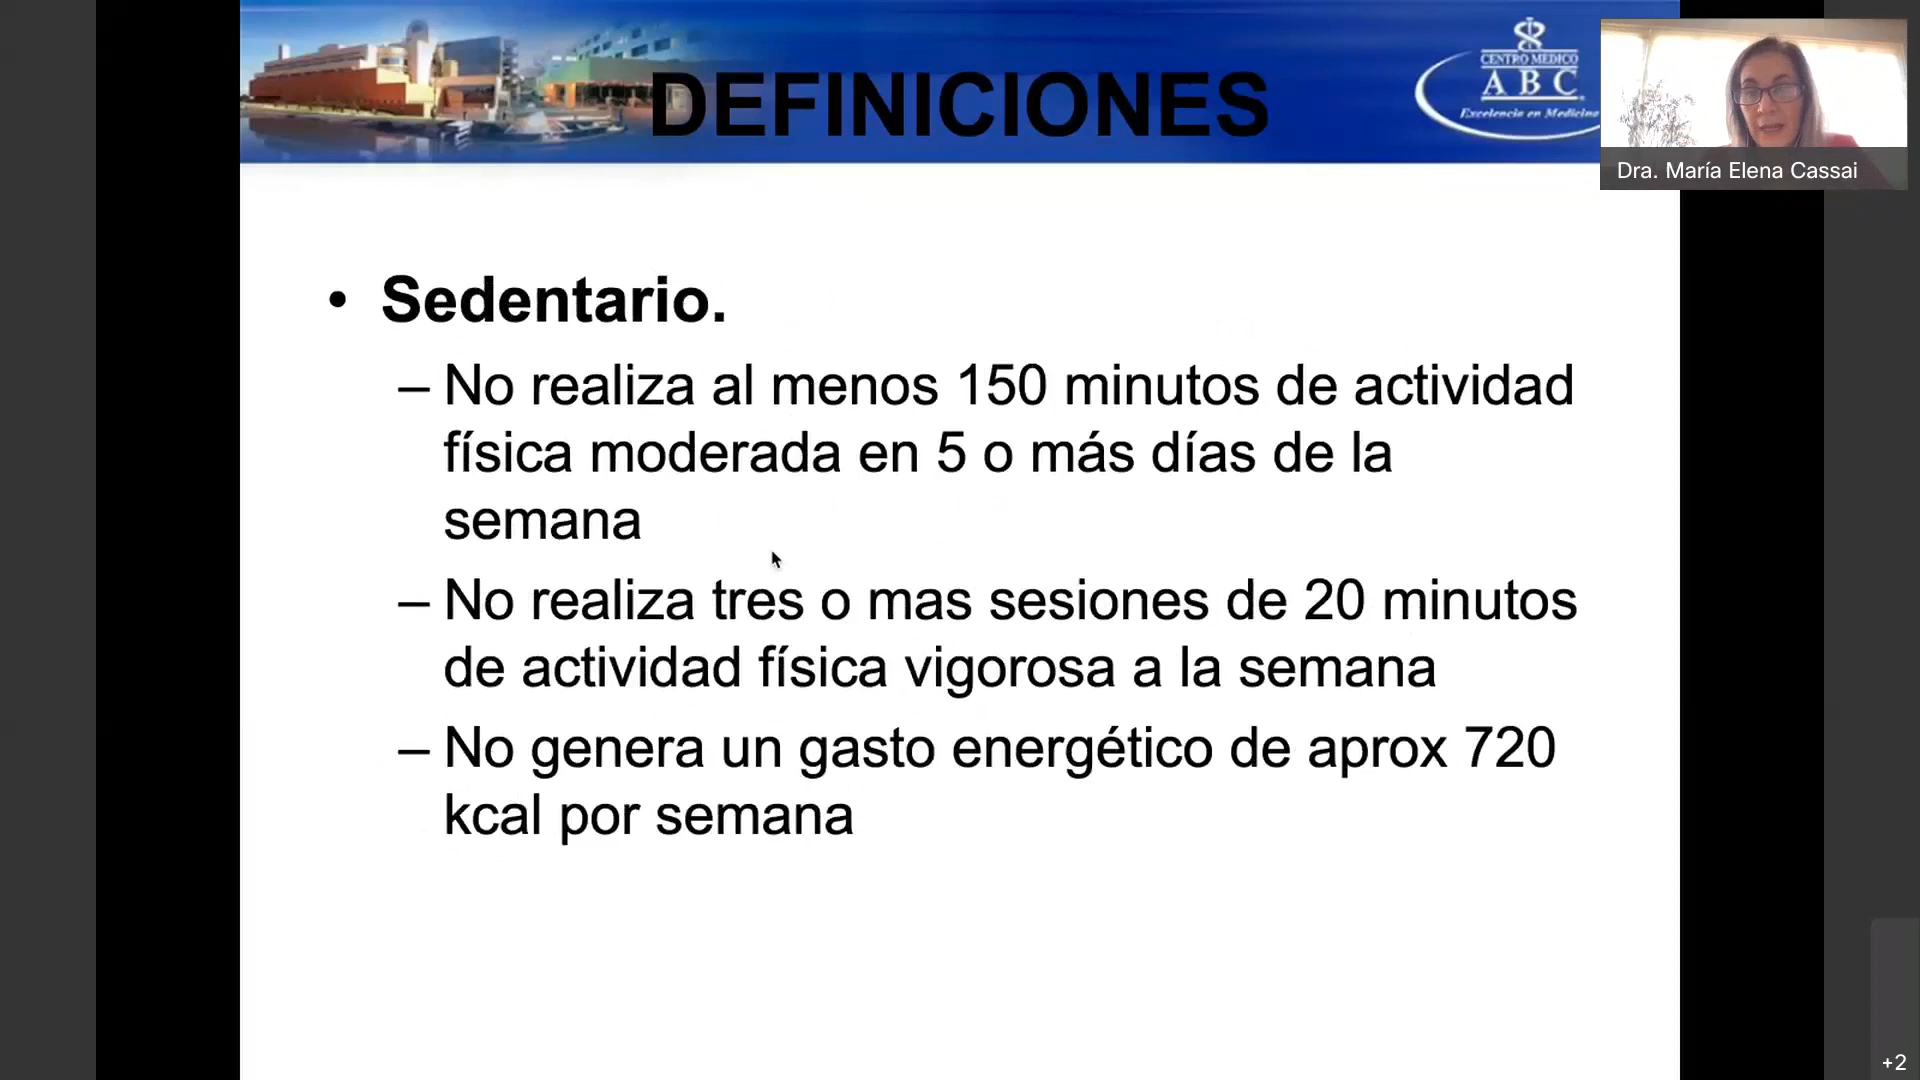 DEFINICIONES
CENTRO MEDICO
ABC
Excelencia en Medicina
Dra. María Elena Cassai
• Sedentario.
– No realiza al menos 150 minutos de actividad
física moderada en 5 o más días de la
semana
– No realiza tres o mas sesiones de 20 minutos
de actividad física vigorosa a la semana
– No genera un gasto energético de aprox 720
kcal por semana
+2